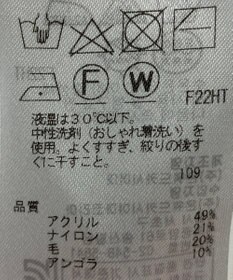 F
W
F22HT
液温は30℃以下。
中性洗剤(おしゃれ着洗い)を
使用。よくすすぎ、絞りの後す
ぐに干すこと。
109
品質
アクリル 49%
ナイロン 21%
毛 20%
アンゴラ 10%